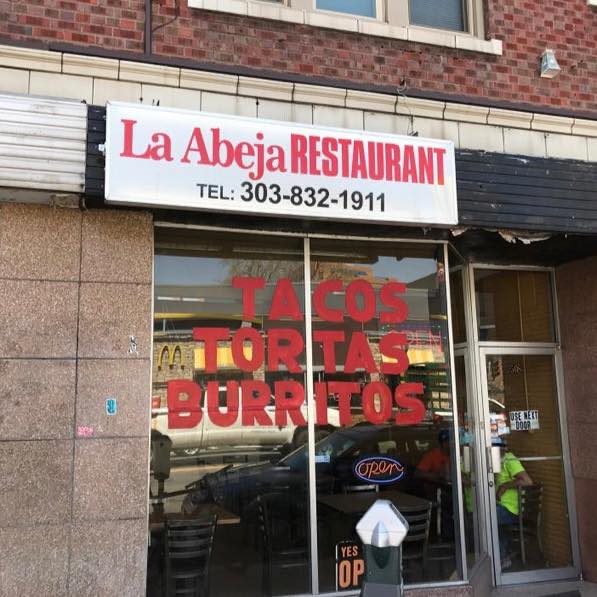 La Abeja RESTAURANT
TEL: 303-832-1911
TACOS
TORTAS
BURRITOS
USE NEXT
DOOR
open
YES
OP